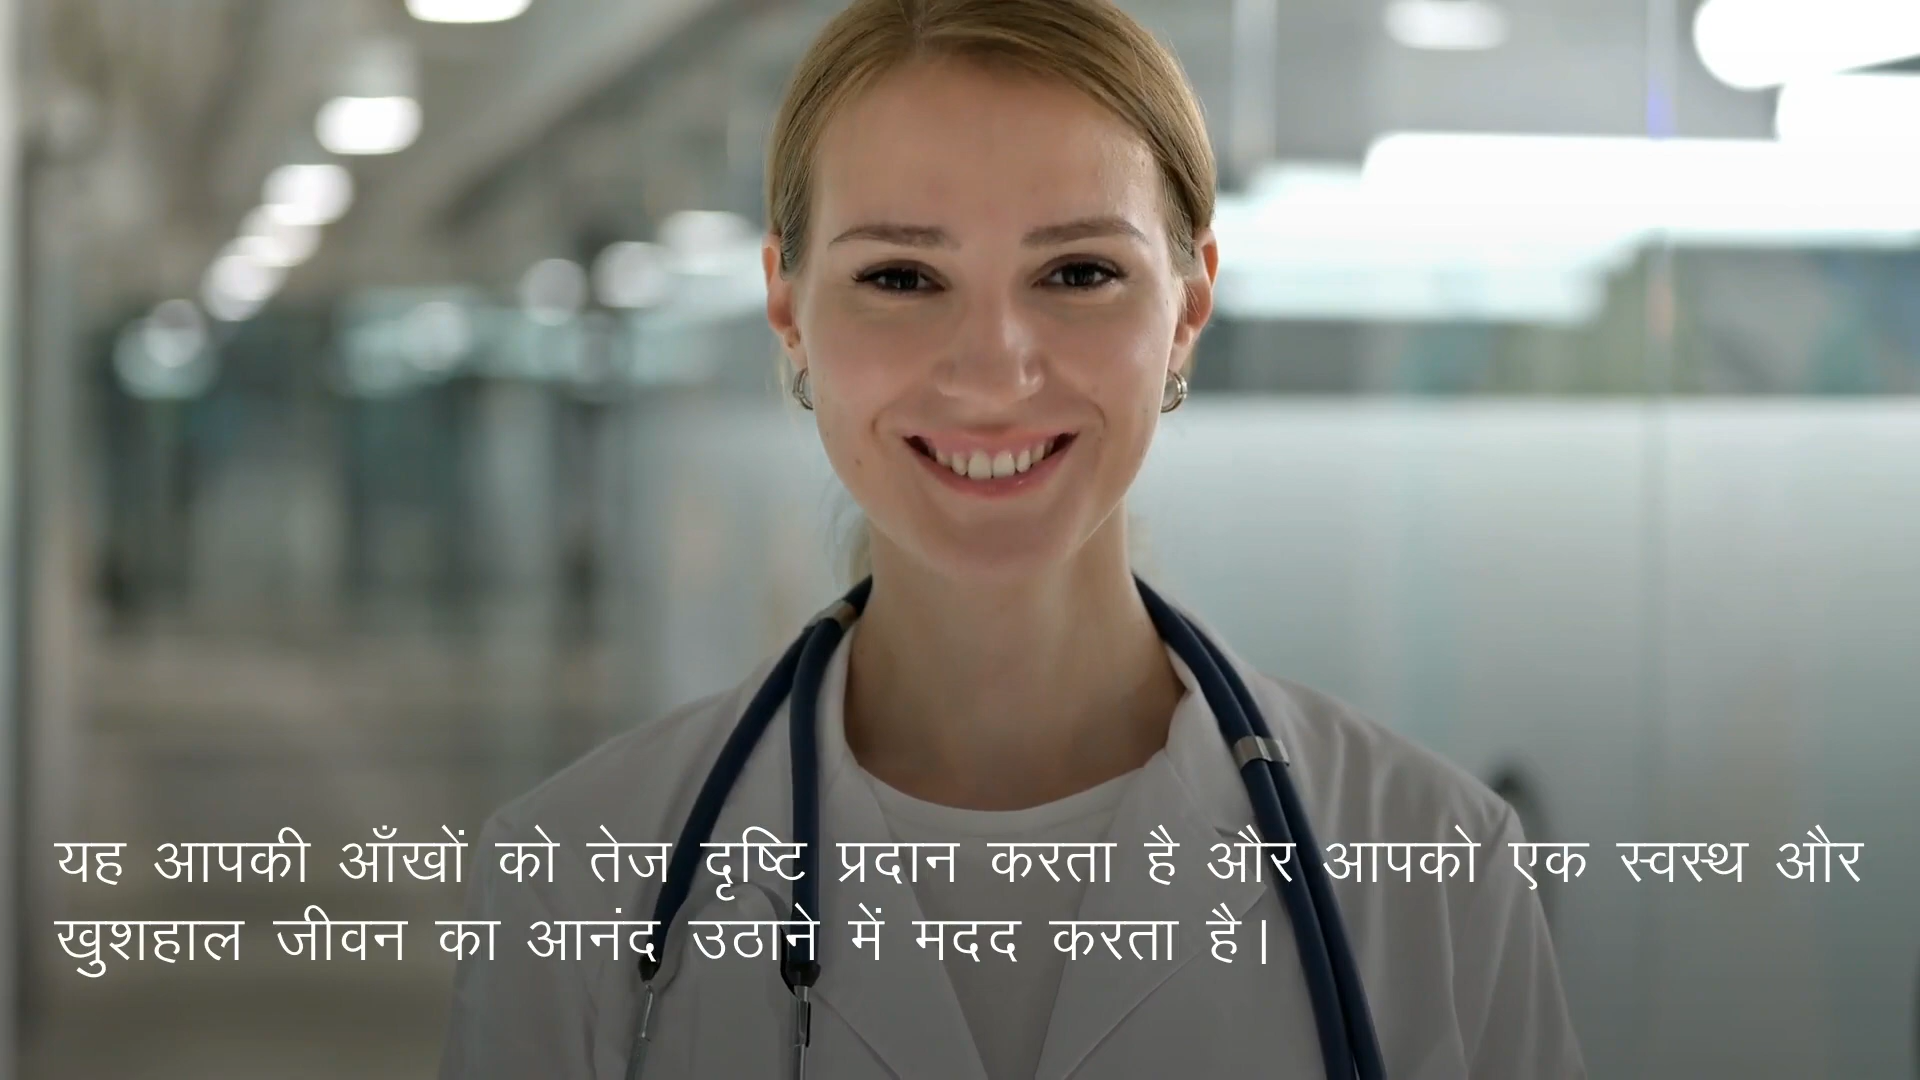 यह आपकी आँखों को तेज दृष्टि प्रदान करता है और आपको एक स्वस्थ और
खुशहाल जीवन का आनंद उठाने में मदद करता है।